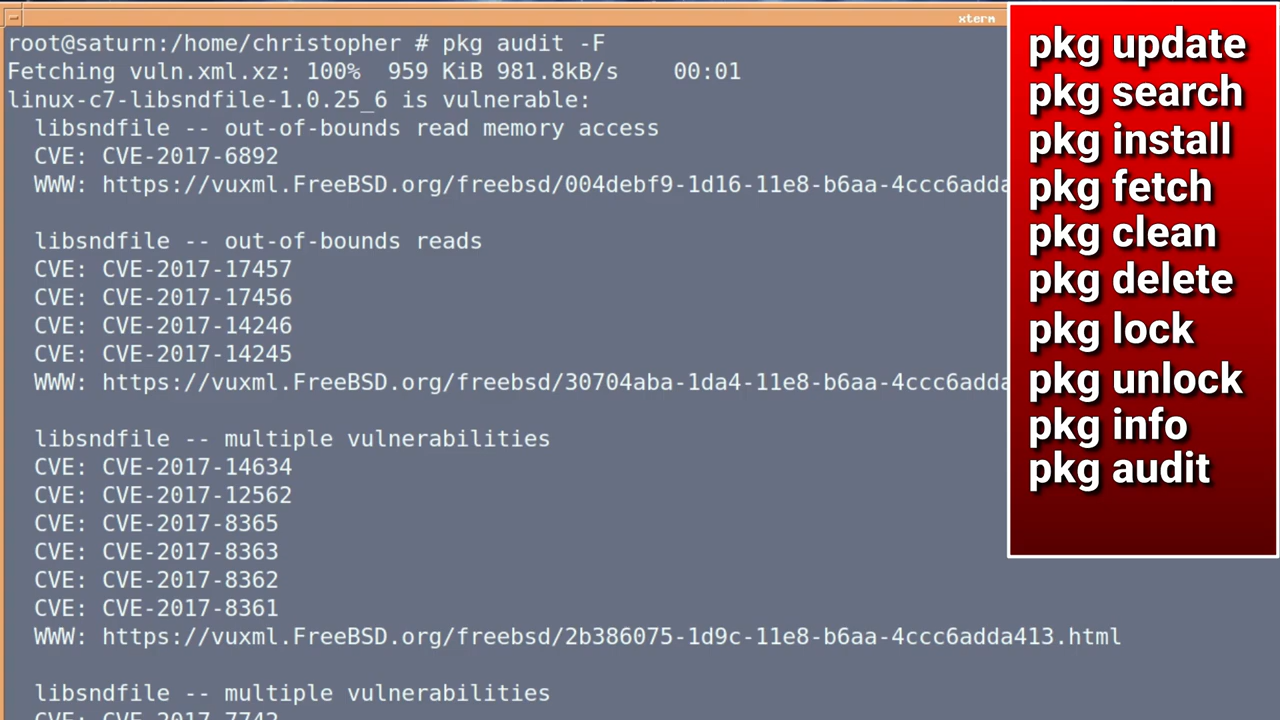 xterm
root@saturn:/home/christopher # pkg audit -F
Fetching vuln.xml.xz: 100%  959 KiB 981.8kB/s    00:01
linux-c7-libsndfile-1.0.25_6 is vulnerable:
libsndfile -- out-of-bounds read memory access
CVE: CVE-2017-6892
WWW: https://vuxml.FreeBSD.org/freebsd/004debf9-1d16-11e8-b6aa-4ccc6adda
libsndfile -- out-of-bounds reads
CVE: CVE-2017-17457
CVE: CVE-2017-17456
CVE: CVE-2017-14246
CVE: CVE-2017-14245
WWW: https://vuxml.FreeBSD.org/freebsd/30704aba-1da4-11e8-b6aa-4ccc6adda
libsndfile -- multiple vulnerabilities
CVE: CVE-2017-14634
CVE: CVE-2017-12562
CVE: CVE-2017-8365
CVE: CVE-2017-8363
CVE: CVE-2017-8362
CVE: CVE-2017-8361
WWW: https://vuxml.FreeBSD.org/freebsd/2b386075-1d9c-11e8-b6aa-4ccc6adda413.html
libsndfile -- multiple vulnerabilities
CVE: CVE-2017-7742
pkg update
pkg search
pkg install
pkg fetch
pkg clean
pkg delete
pkg lock
pkg unlock
pkg info
pkg audit